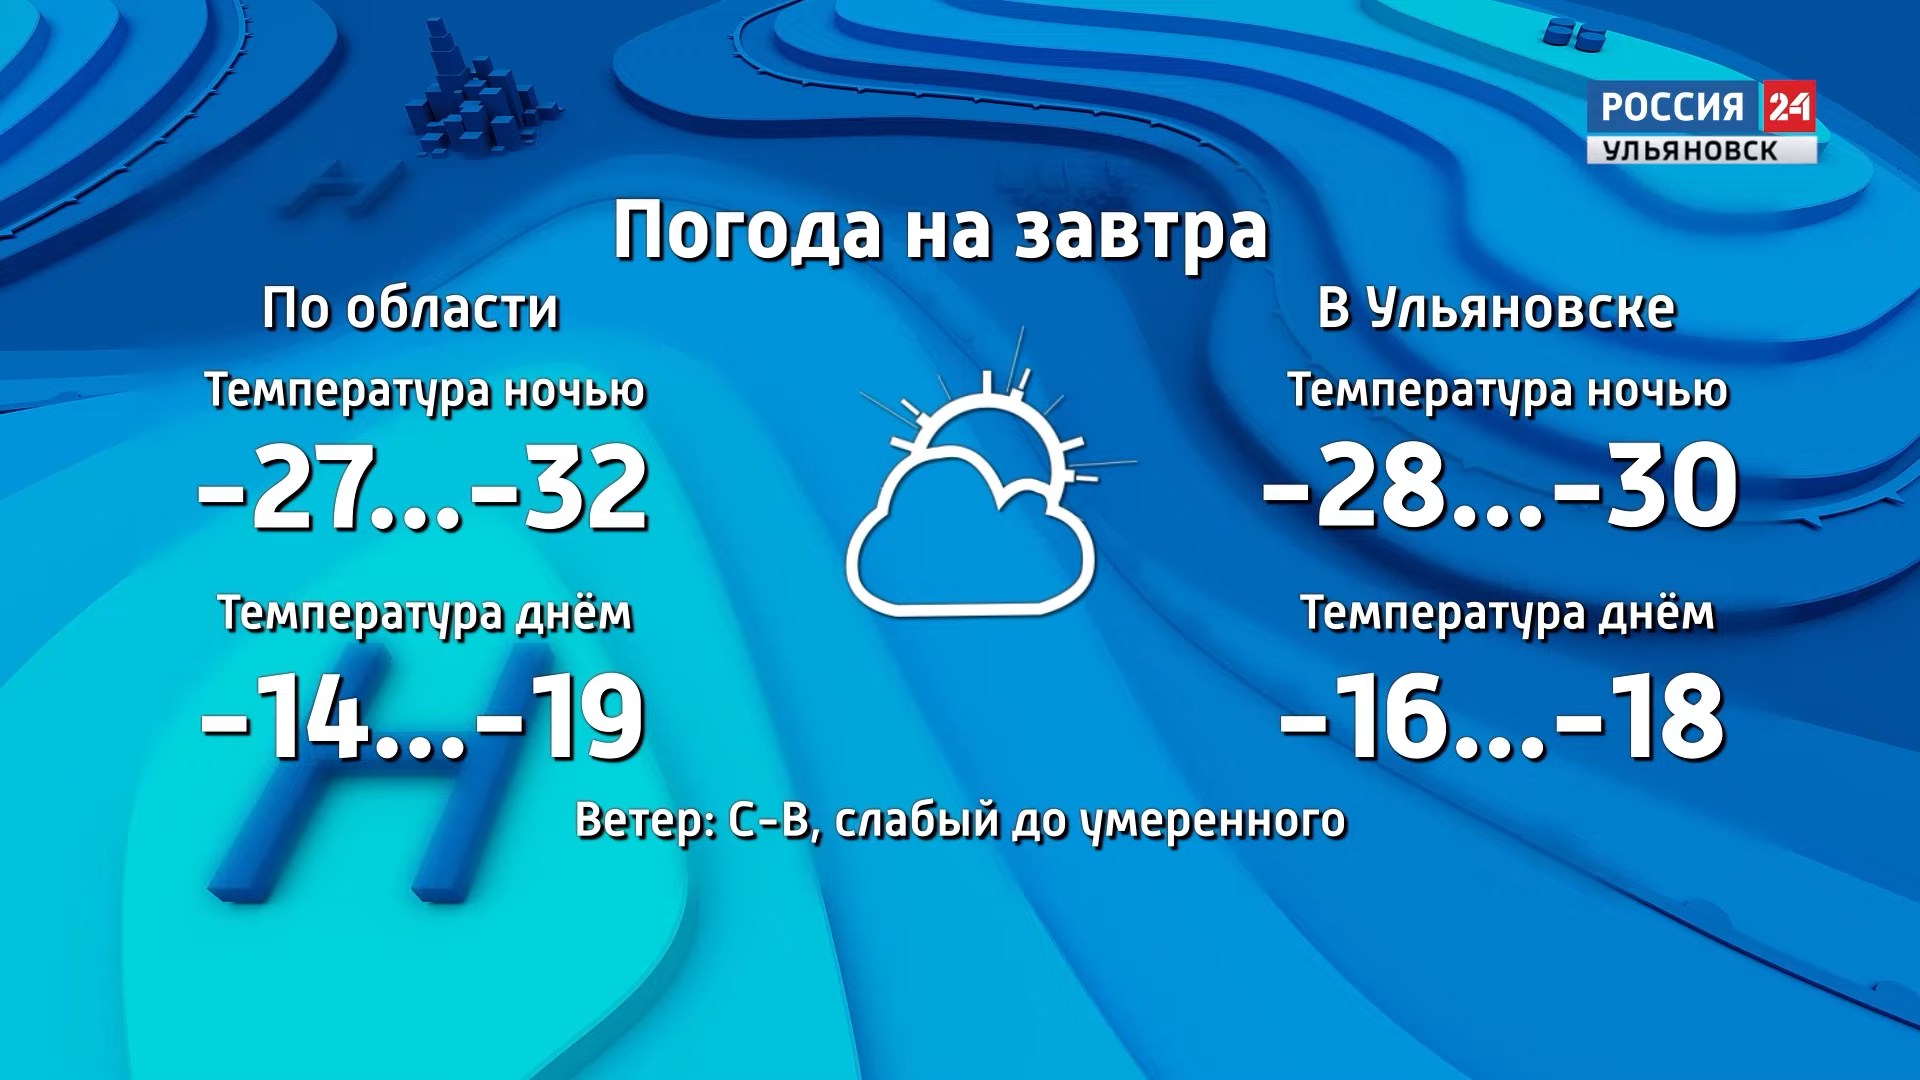 РОССИЯ 24
УЛЬЯНОВСК
Погода на завтра
По области
Температура ночью
-27...-32
Температура днём
-14...-19
В Ульяновске
Температура ночью
-28...-30
Температура днём
-16...-18
Ветер: С-В, слабый до умеренного